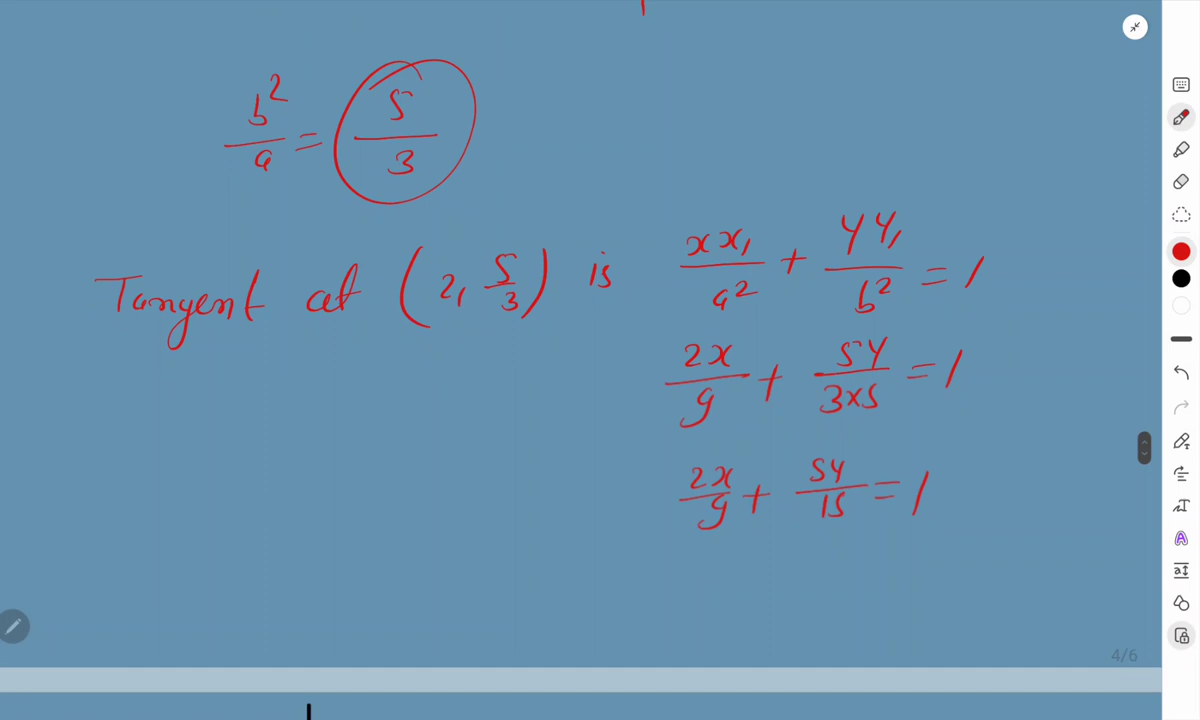 b²/a = 5/3
Tangent at (2, 5/3) is xx₁/a² + yy₁/b² = 1
2x/9 + 5y/3×5 = 1
2x/9 + 5y/15 = 1
4/6